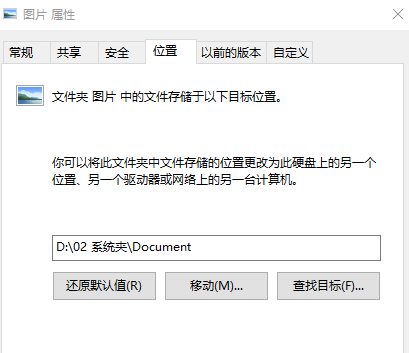 图片 属性
常规 共享 安全 位置 以前的版本 自定义
文件夹 图片 中的文件存储于以下目标位置。
你可以将此文件夹中文件存储的位置更改为此硬盘上的另一个
位置、另一个驱动器或网络上的另一台计算机。
D:\02 系统夹\Document
还原默认值(R) 移动(M)... 查找目标(F)...